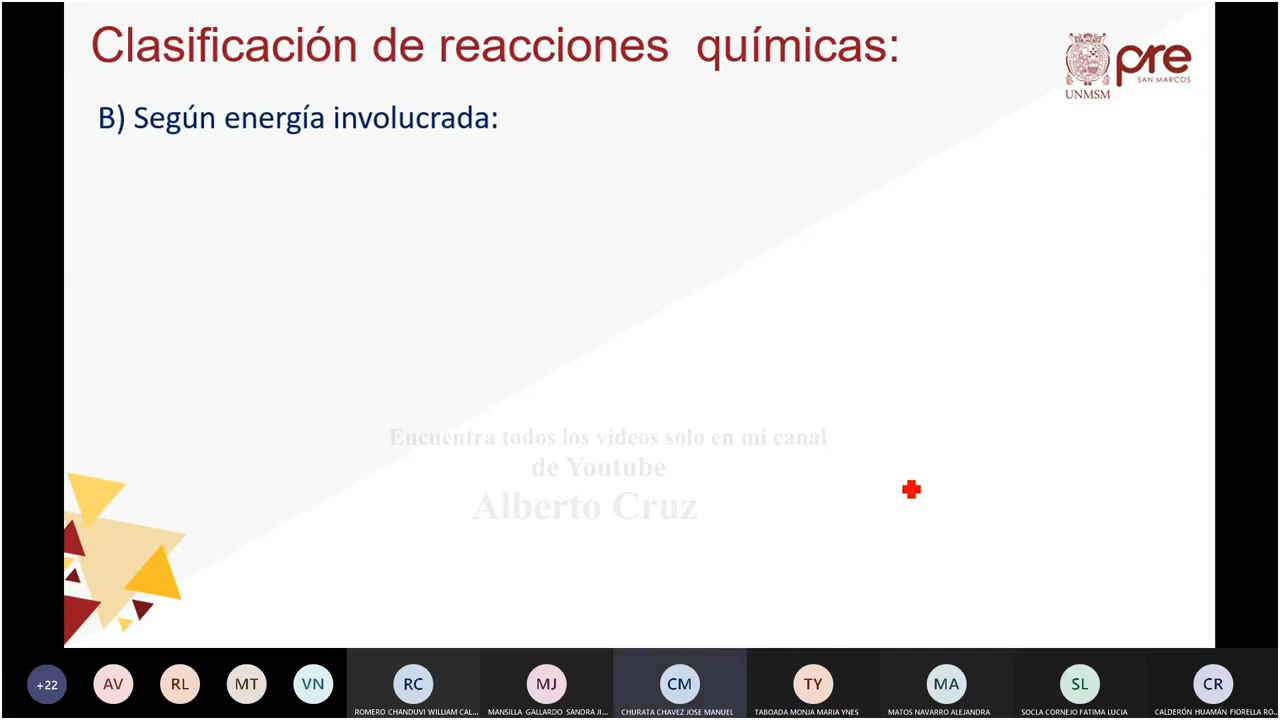 Clasificación de reacciones químicas:
pre
SAN MARCOS
UNMSM
B) Según energía involucrada:
Encuentra todos los videos solo en mi canal
de Youtube
Alberto Cruz
+22
AV
RL
MT
VN
RC
MJ
CM
TY
MA
SL
CR
ROMERO CHANDUVI WILLIAM CAL...
MANSILLA GALLARDO SANDRA JI...
CHURATA CHAVEZ JOSE MANUEL
TABOADA MONJA MARIA YNES
MATOS NAVARRO ALEJANDRA
SOCLA CORNEJO FATIMA LUCIA
CALDERÓN HUAMÁN FIORELLA RO...